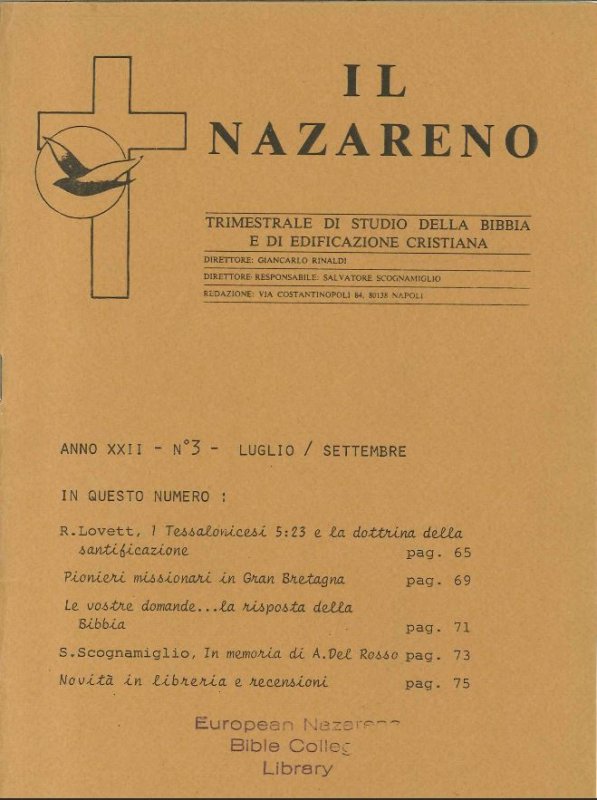 IL
NAZARENO
TRIMESTRALE DI STUDIO DELLA BIBBIA
E DI EDIFICAZIONE CRISTIANA
DIRETTORE: GIANCARLO RINALDI
DIRETTORE RESPONSABILE: SALVATORE SCOGNAMIGLIO
REDAZIONE: VIA COSTANTINOPOLI 84, 80138 NAPOLI
ANNO XXII - N°3 - LUGLIO / SETTEMBRE
IN QUESTO NUMERO :
R.Lovett, 1 Tessalonicesi 5:23 e la dottrina della
santificazione pag. 65
Pionieri missionari in Gran Bretagna pag. 69
Le vostre domande...la risposta della
Bibbia pag. 71
S.Scognamiglio, In memoria di A.Del Rosso pag. 73
Novità in libreria e recensioni pag. 75
European
Bible
Library